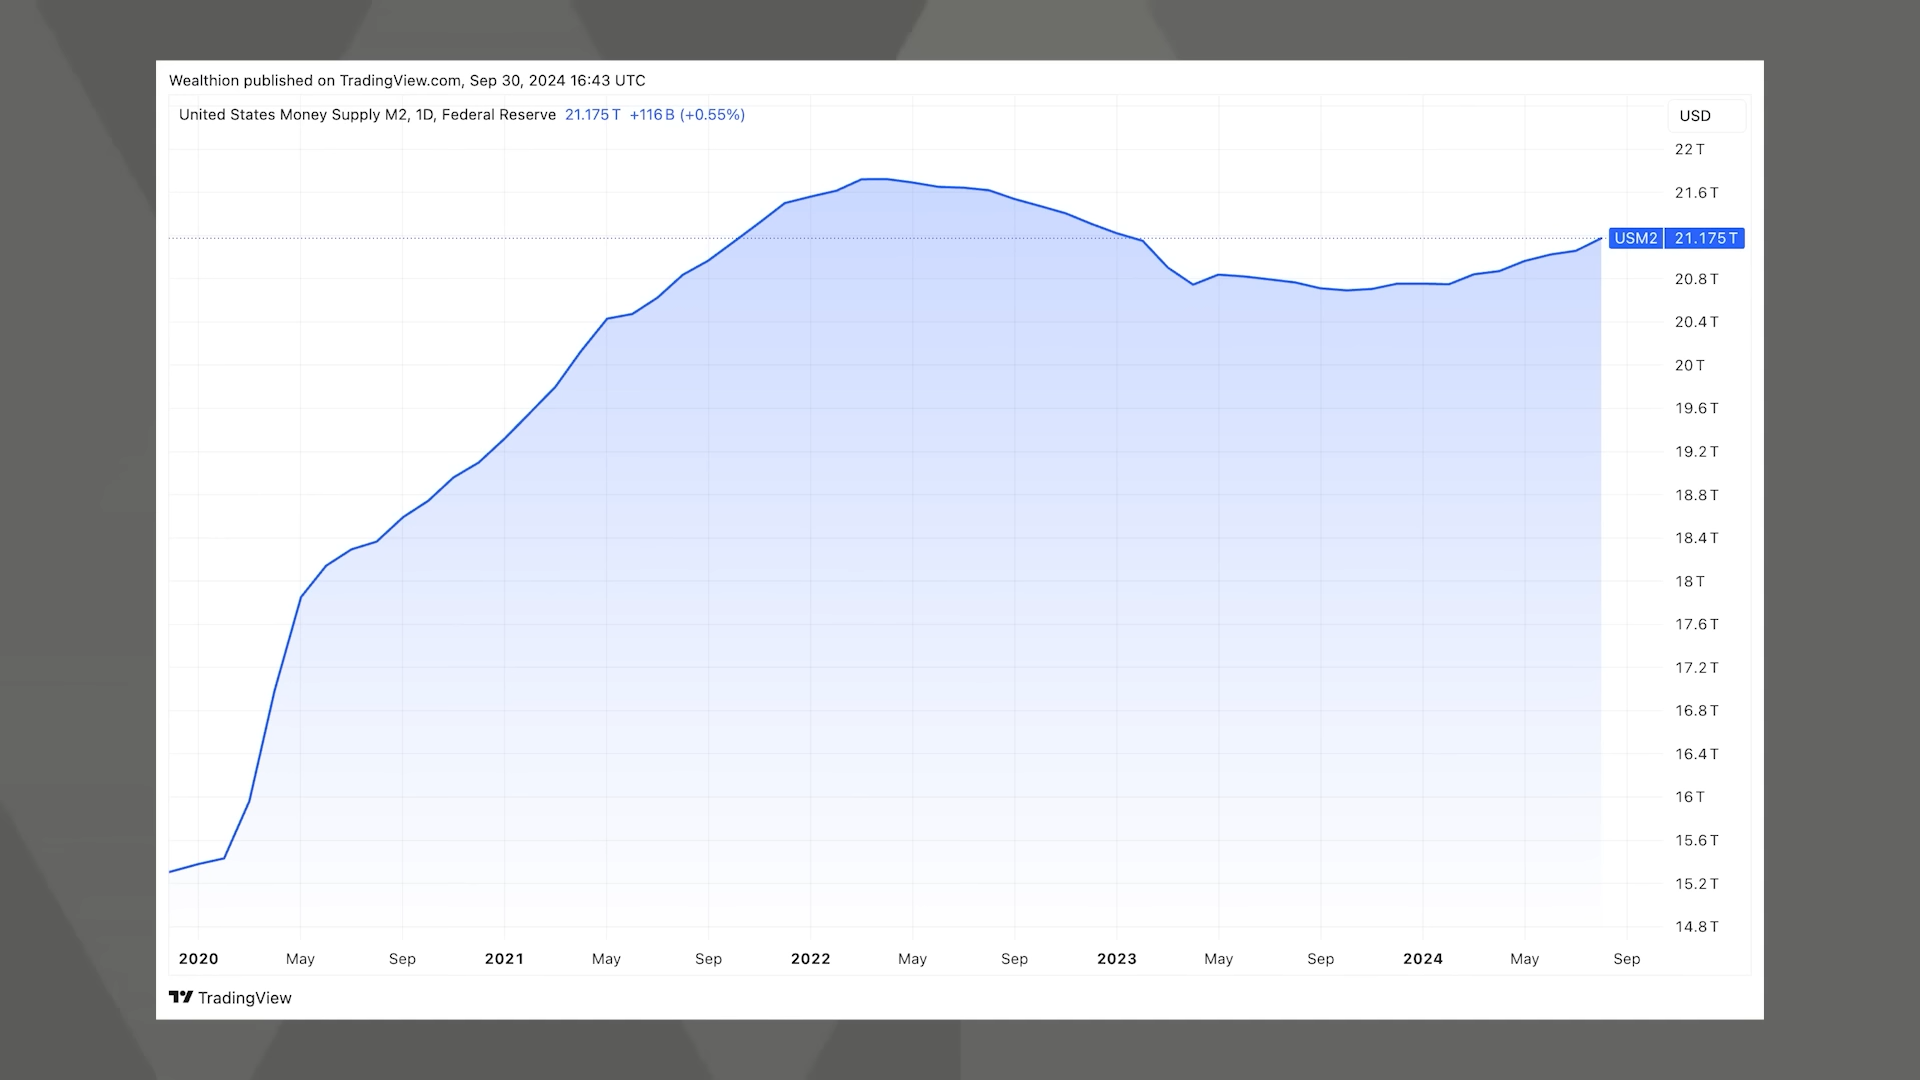 Wealthion published on TradingView.com, Sep 30, 2024 16:43 UTC
United States Money Supply M2, 1D, Federal Reserve 21.175 T +116 B (+0.55%)
USD
22 T
21.6 T
USM2 21.175 T
20.8 T
20.4 T
20 T
19.6 T
19.2 T
18.8 T
18.4 T
18 T
17.6 T
17.2 T
16.8 T
16.4 T
16 T
15.6 T
15.2 T
14.8 T
2020 May Sep 2021 May Sep 2022 May Sep 2023 May Sep 2024 May Sep
TradingView